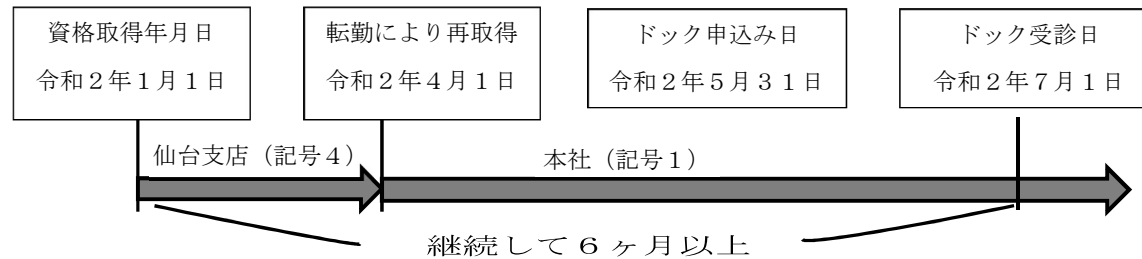 資格取得年月日
令和２年１月１日
転勤により再取得
令和２年４月１日
ドック申込み日
令和２年５月３１日
ドック受診日
令和２年７月１日
仙台支店（記号４）
本社（記号１）
継続して６ヶ月以上